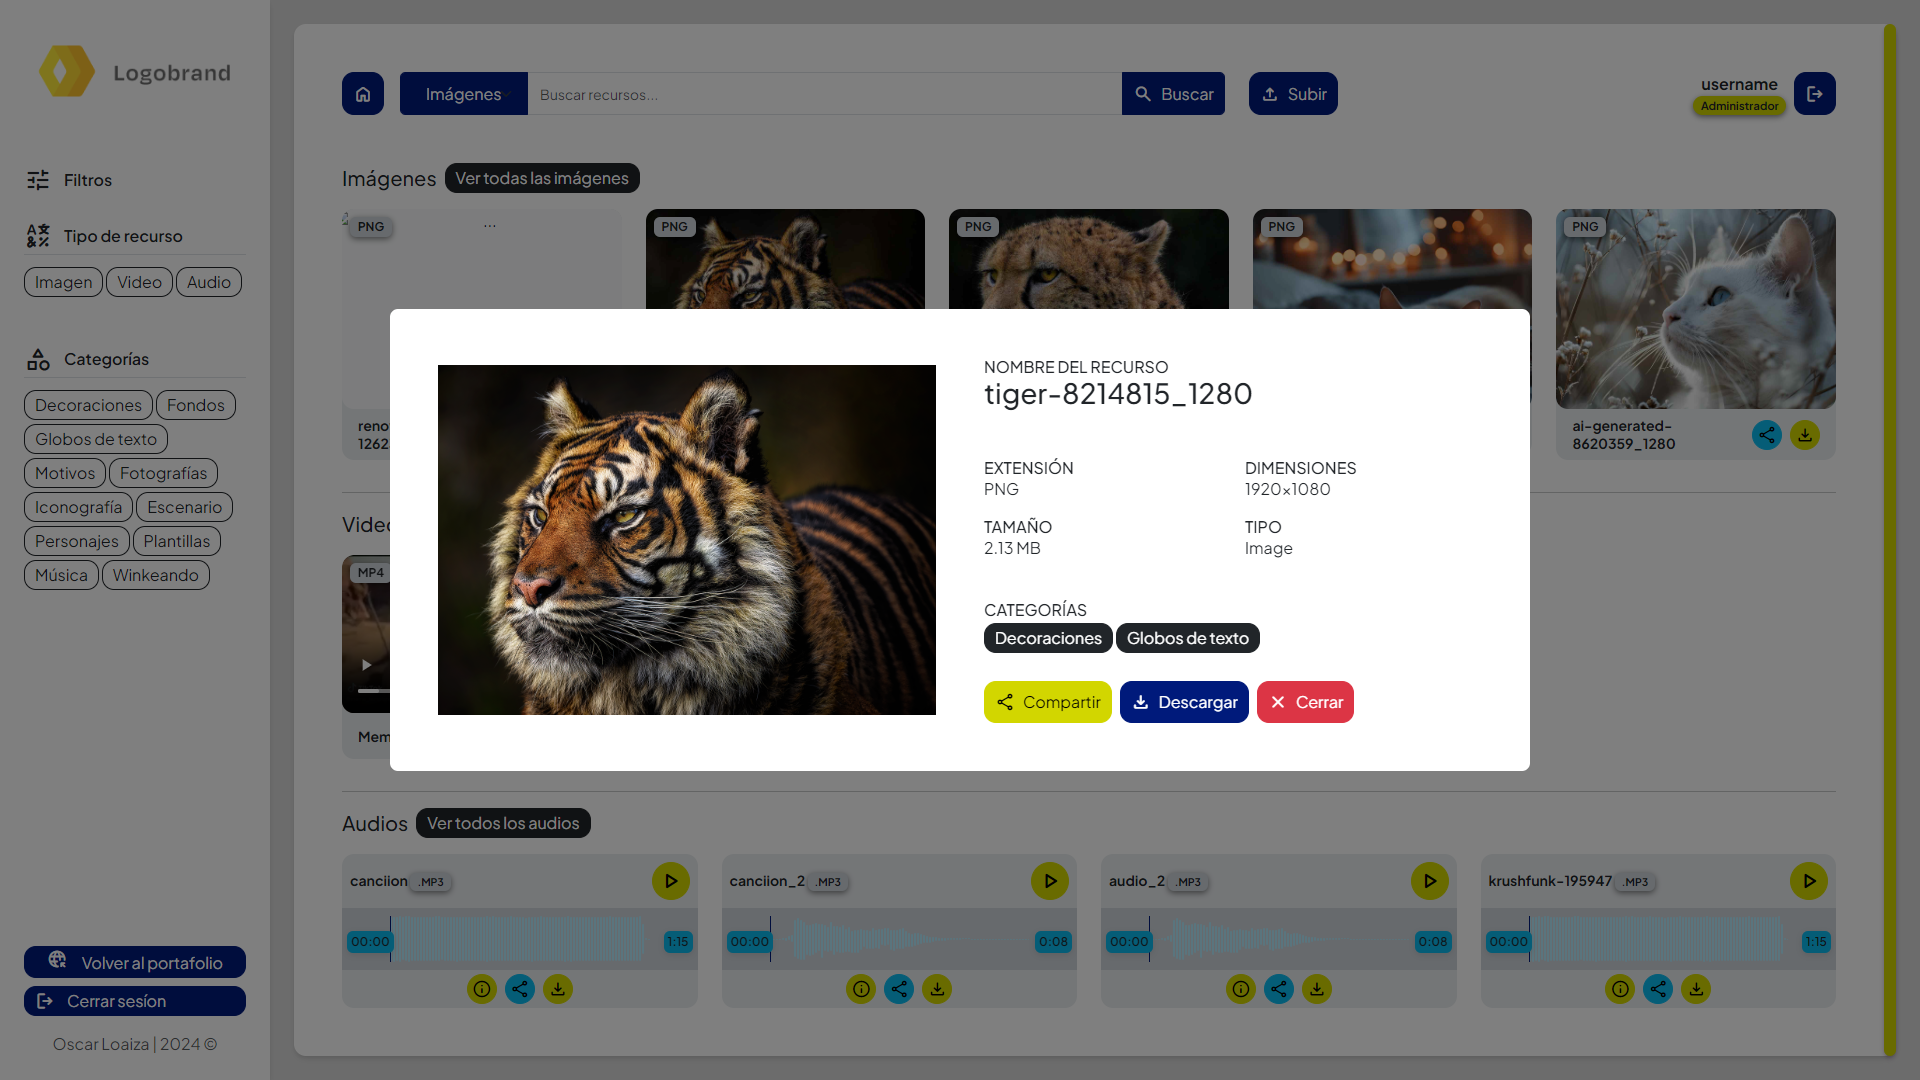 Logobrand
Filtros
Tipo de recurso
Imagen Video Audio
Categorías
Decoraciones Fondos
Globos de texto
Motivos Fotografías
Iconografía Escenario
Personajes Plantillas
Música Winkeando
Volver al portafolio
Cerrar sesíon
Oscar Loaiza | 2024 ©
Imágenes Buscar recursos... Buscar Subir
username
Administrador
Imágenes Ver todas las imágenes
PNG ... PNG PNG PNG PNG
reno
1262
ai-generated-
8620359_1280
NOMBRE DEL RECURSO
tiger-8214815_1280
EXTENSIÓN DIMENSIONES
PNG 1920x1080
TAMAÑO TIPO
2.13 MB Image
CATEGORÍAS
Decoraciones Globos de texto
Compartir Descargar Cerrar
Vide
MP4
Mem
Audios Ver todos los audios
canciion .MP3 canciion_2 .MP3 audio_2 .MP3 krushfunk-195947 .MP3
00:00 1:15 00:00 0:08 00:00 0:08 00:00 1:15